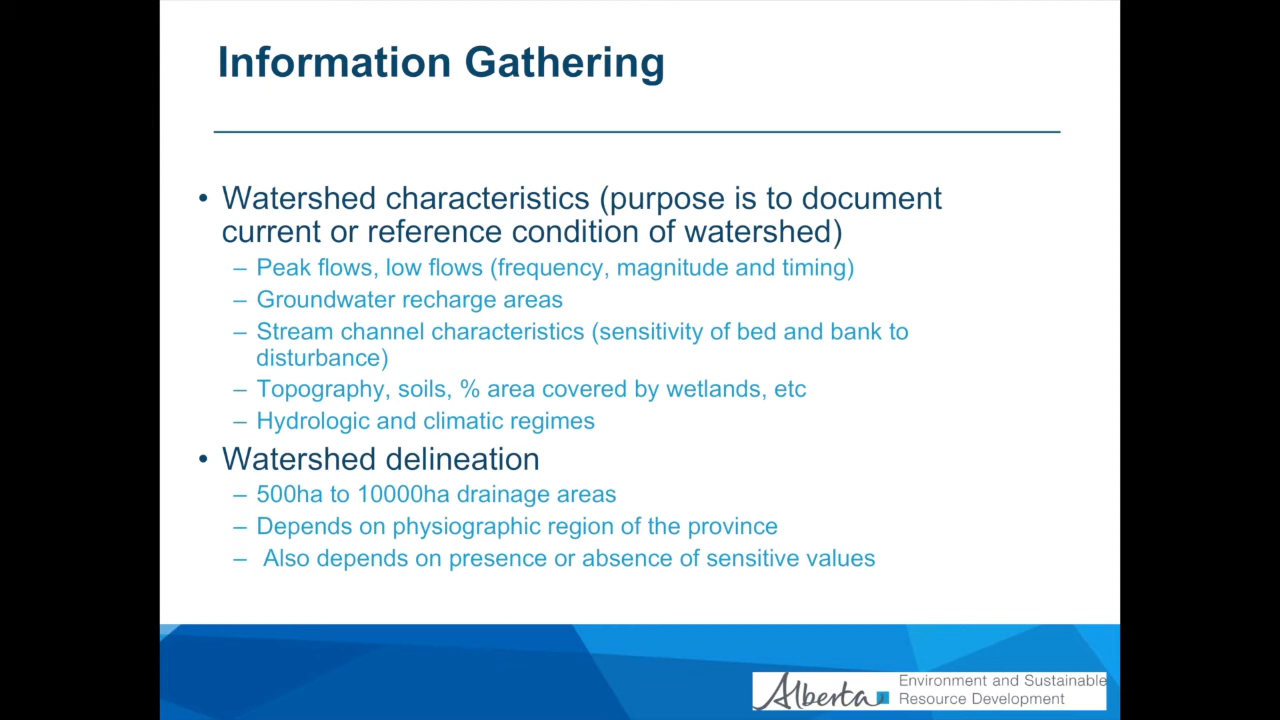 Information Gathering
• Watershed characteristics (purpose is to document
current or reference condition of watershed)
– Peak flows, low flows (frequency, magnitude and timing)
– Groundwater recharge areas
– Stream channel characteristics (sensitivity of bed and bank to
disturbance)
– Topography, soils, % area covered by wetlands, etc
– Hydrologic and climatic regimes
• Watershed delineation
– 500ha to 10000ha drainage areas
– Depends on physiographic region of the province
– Also depends on presence or absence of sensitive values
Alberta
Environment and Sustainable
Resource Development